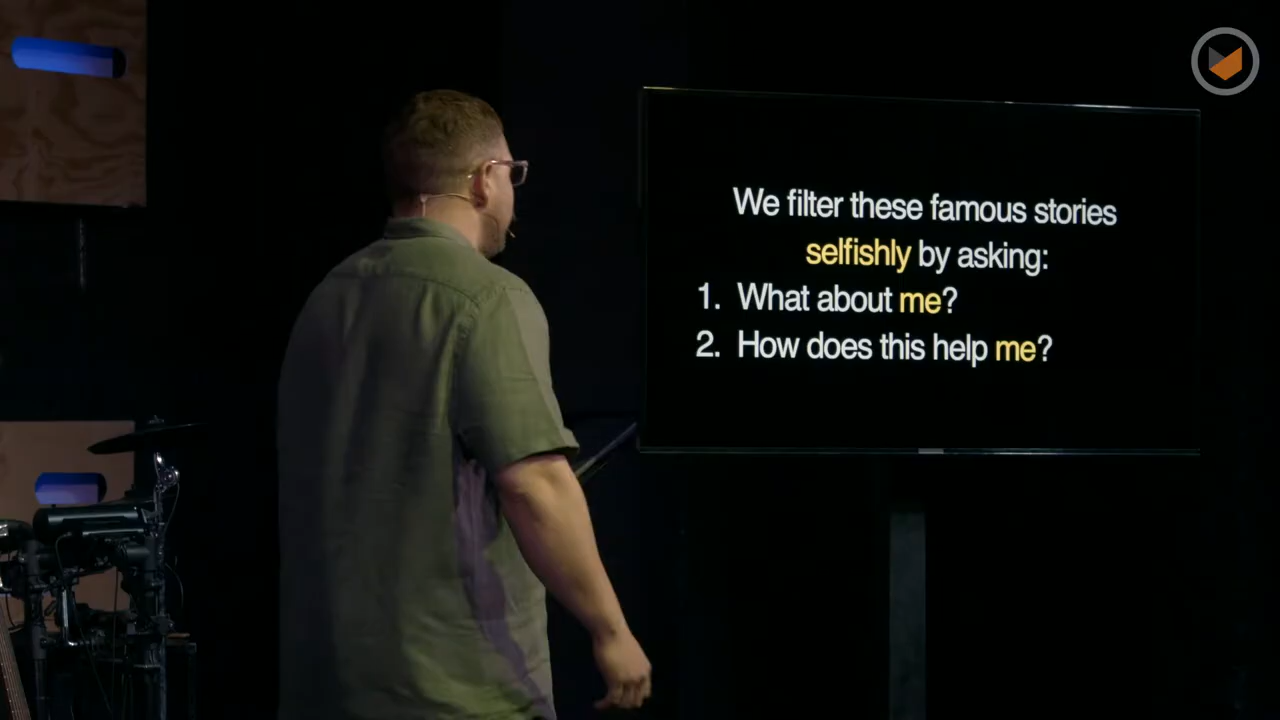 We filter these famous stories
selfishly by asking:
1. What about me?
2. How does this help me?